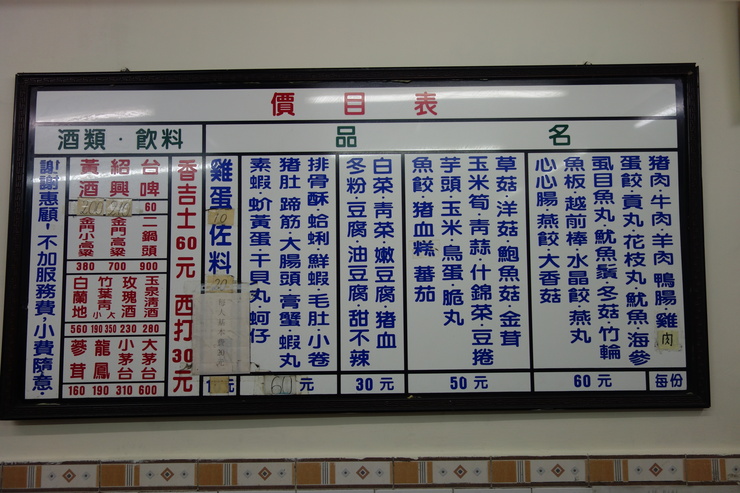 價目表
酒類·飲料
品名
豬肉·牛肉·羊肉·鴨腸·雞肉
蛋餃·貢丸·花枝丸·魷魚·海參
虱目魚丸·魷魚鬚·冬菇·竹輪
魚板·越前棒·水晶餃·燕丸
心心腸·燕餃·大香菇
每份
60元
草菇·洋菇·鮑魚菇·金茸
玉米筍·青蒜·什錦菜·豆捲
芋頭·玉米·鳥蛋·脆丸
魚餃·豬血糕·蕃茄
50元
白菜·青菜·嫩豆腐·豬血
冬粉·豆腐·油豆腐·甜不辣
30元
排骨酥·蛤蜊·鮮蝦·毛肚·小卷
豬肚·蹄筋·大腸頭·膏蟹·蝦丸
素蝦·蚧黃蛋·干貝丸·蚵仔
60元
雞蛋
10
佐料
20
元
香吉士60元 西打30元
台啤
60
紹興
黃酒
二鍋頭
900
金門高粱
700
金門小高粱
380
玉泉清酒
280
玫瑰酒
230
竹葉青
大 350
小 190
白蘭地
560
大茅台
600
小茅台
310
龍鳳
190
蔘茸
160
謝謝惠顧,不加服務費,小費隨意·